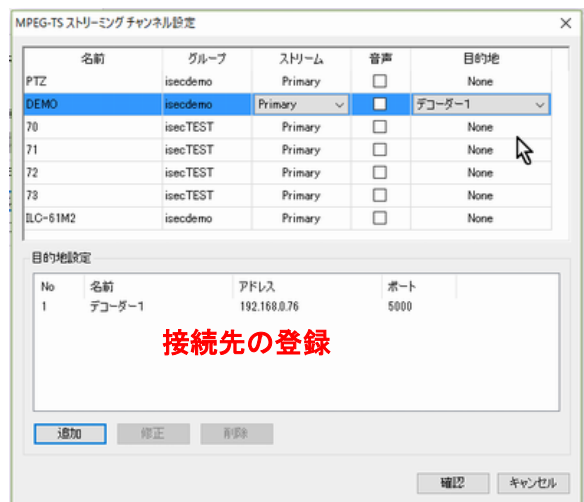 MPEG-TS ストリーミング チャンネル設定
名前 グループ ストリーム 音声 目的地
PTZ isecdemo Primary None
DEMO isecdemo Primary デコーダー1
70 isecTEST Primary None
71 isecTEST Primary None
72 isecTEST Primary None
73 isecTEST Primary None
ILC-61M2 isecdemo Primary None
目的地設定
No 名前 アドレス ポート
1 デコーダー1 192.168.0.76 5000
接続先の登録
追加 修正 削除
確認 キャンセル